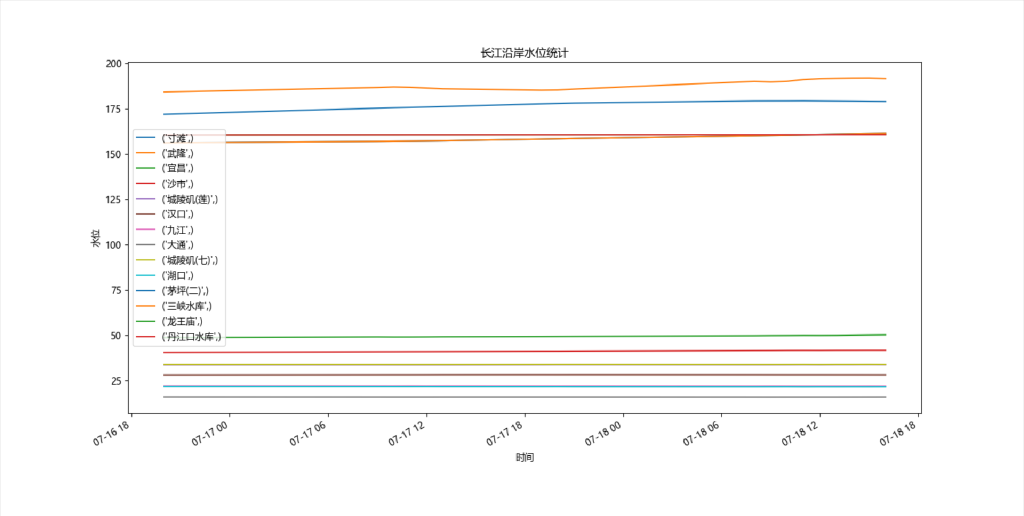 长江沿岸水位统计
200
175
150
125
100
75
50
25
水位
('寸滩',)
('武隆',)
('宜昌',)
('沙市',)
('城陵矶(莲)',)
('汉口',)
('九江',)
('大通',)
('城陵矶(七)',)
('湖口',)
('茅坪(二)',)
('三峡水库',)
('龙王庙',)
('丹江口水库',)
07-16 18
07-17 00
07-17 06
07-17 12
07-17 18
07-18 00
07-18 06
07-18 12
07-18 18
时间